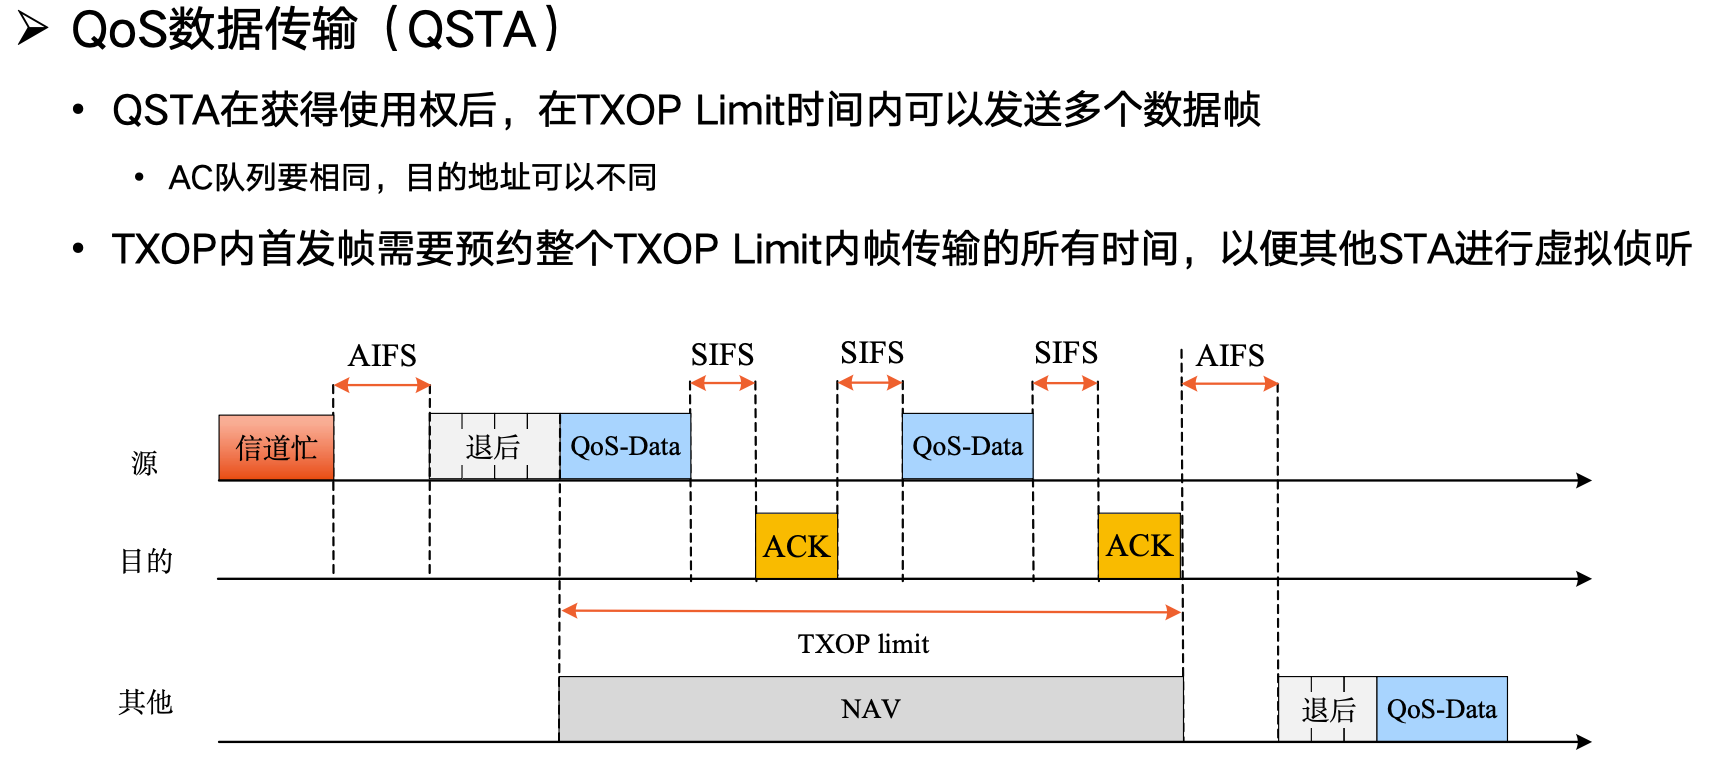 ➢ QoS数据传输（QSTA）
• QSTA在获得使用权后，在TXOP Limit时间内可以发送多个数据帧
• AC队列要相同，目的地址可以不同
• TXOP内首发帧需要预约整个TXOP Limit内帧传输的所有时间，以便其他STA进行虚拟侦听
AIFS SIFS SIFS SIFS AIFS
源 信道忙 退后 QoS-Data QoS-Data
目的 ACK ACK
TXOP limit
其他 NAV 退后 QoS-Data